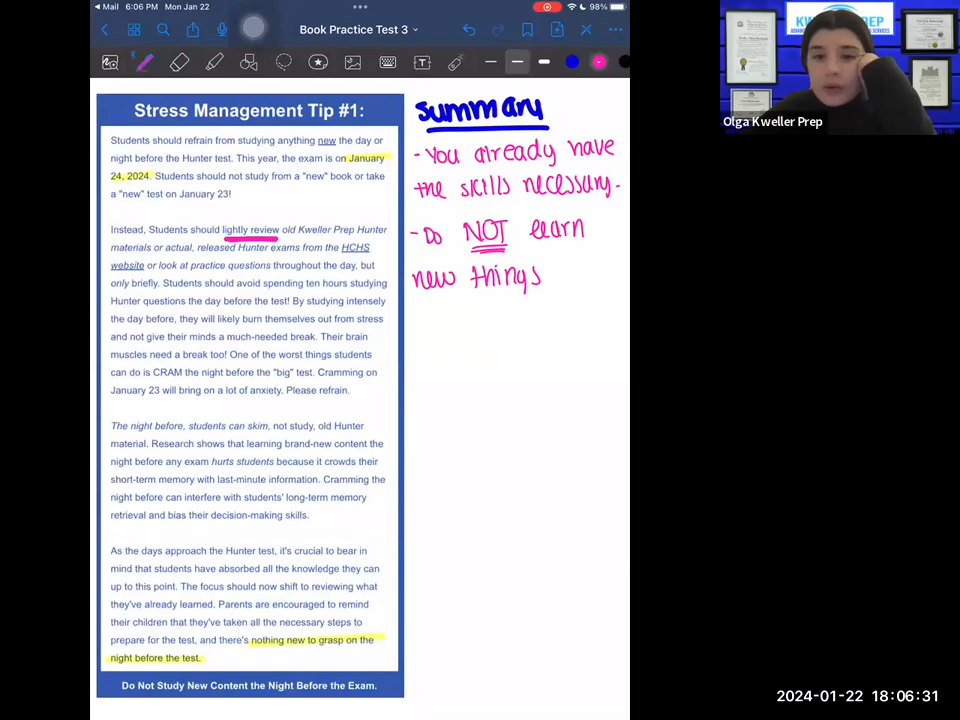 Mail 6:06 PM Mon Jan 22
98%
Book Practice Test 3
Stress Management Tip #1:
Students should refrain from studying anything new the day or
night before the Hunter test. This year, the exam is on January
24, 2024. Students should not study from a "new" book or take
a "new" test on January 23!
Instead, Students should lightly review old Kweller Prep Hunter
materials or actual, released Hunter exams from the HCHS
website or look at practice questions throughout the day, but
only briefly. Students should avoid spending ten hours studying
Hunter questions the day before the test! By studying intensely
the day before, they will likely burn themselves out from stress
and not give their minds a much-needed break. Their brain
muscles need a break too! One of the worst things students
can do is CRAM the night before the "big" test. Cramming on
January 23 will bring on a lot of anxiety. Please refrain.
The night before, students can skim, not study, old Hunter
material. Research shows that learning brand-new content the
night before any exam hurts students because it crowds their
short-term memory with last-minute information. Cramming the
night before can interfere with students' long-term memory
retrieval and bias their decision-making skills.
As the days approach the Hunter test, it's crucial to bear in
mind that students have absorbed all the knowledge they can
up to this point. The focus should now shift to reviewing what
they've already learned. Parents are encouraged to remind
their children that they've taken all the necessary steps to
prepare for the test, and there's nothing new to grasp on the
night before the test.
Do Not Study New Content the Night Before the Exam.
Summary
- You already have
the skills necessary.
- Do NOT learn
new things
Olga Kweller Prep
2024-01-22 18:06:31